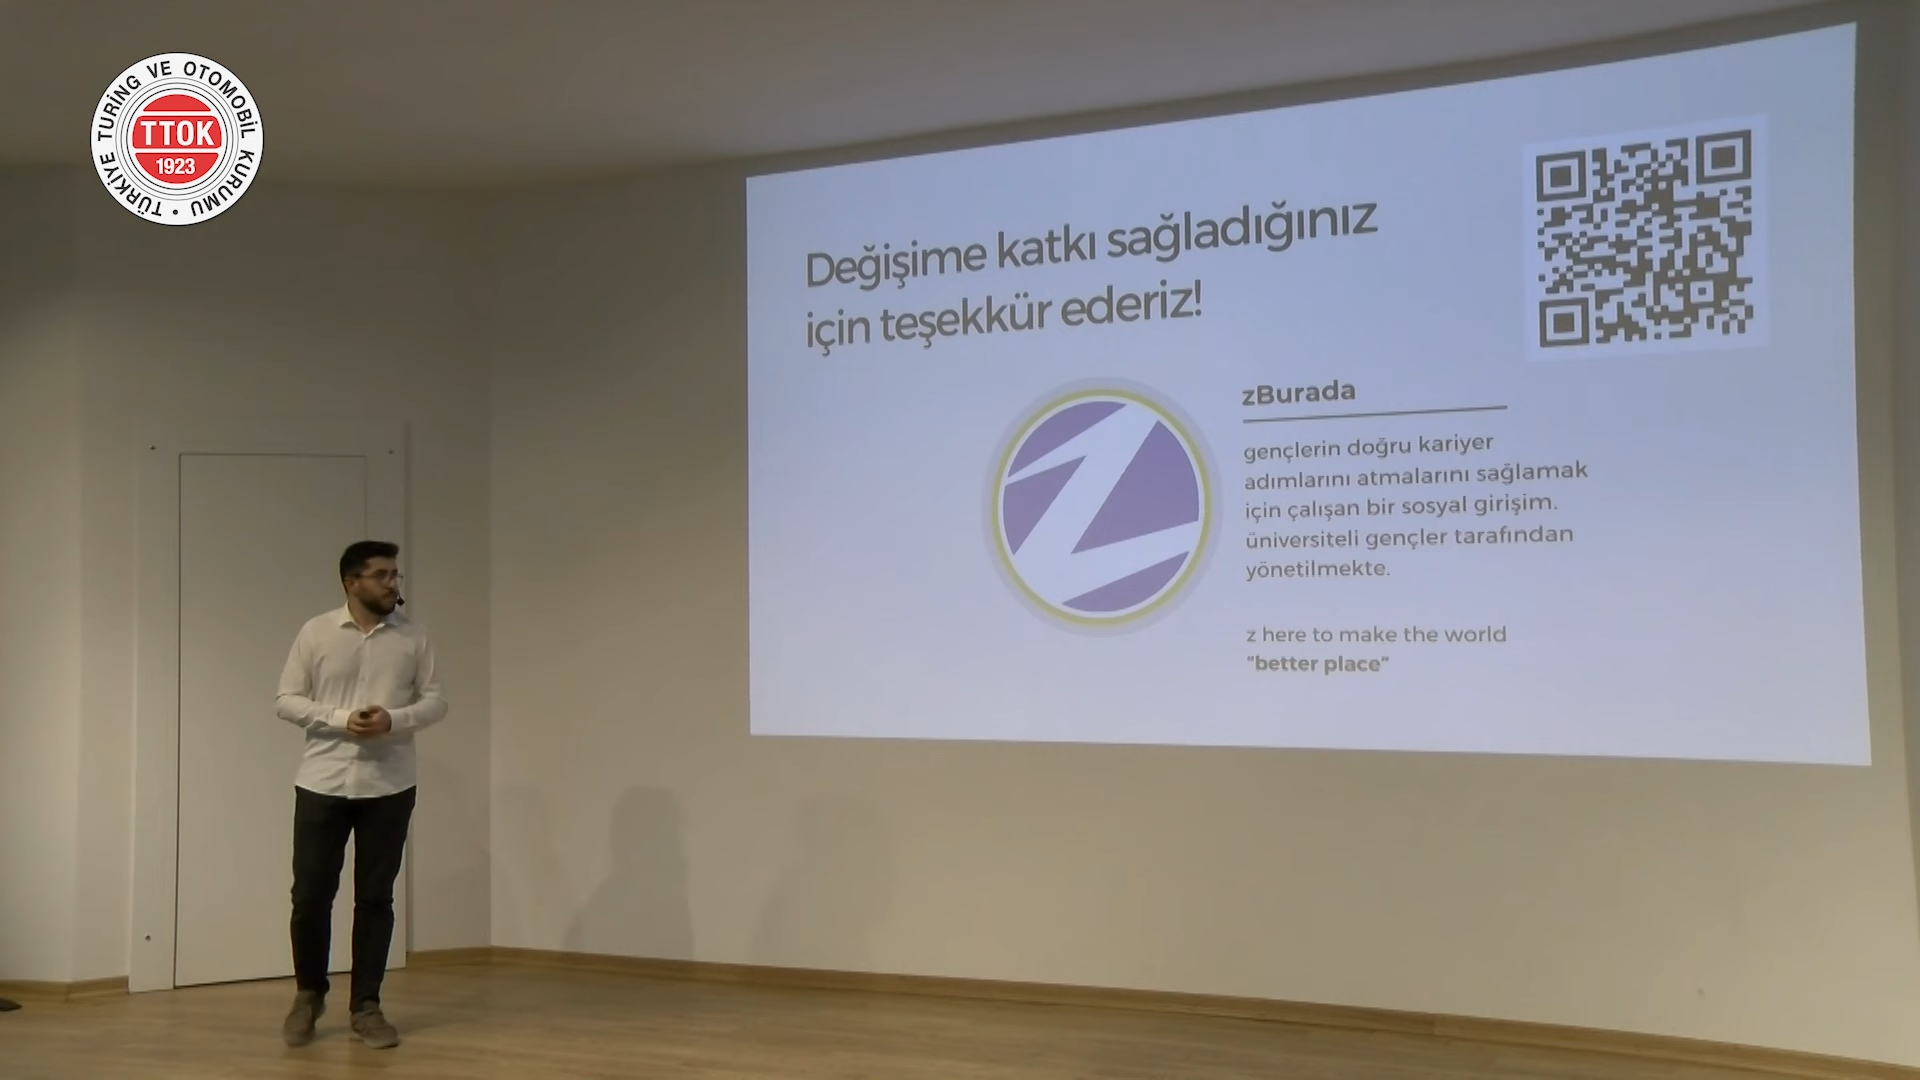 TÜRKİYE TURİNG VE OTOMOBİL KURUMU •
TTOK
1923
Değişime katkı sağladığınız
için teşekkür ederiz!
zBurada
gençlerin doğru kariyer
adımlarını atmalarını sağlamak
için çalışan bir sosyal girişim.
üniversiteli gençler tarafından
yönetilmekte.
z here to make the world
"better place"